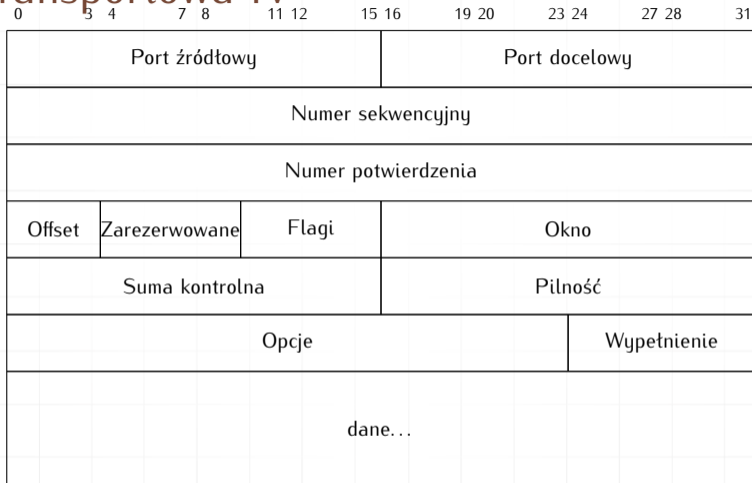 0 3 4 7 8 11 12 15 16 19 20 23 24 27 28 31
Port źródłowy Port docelowy
Numer sekwencyjny
Numer potwierdzenia
Offset Zarezerwowane Flagi Okno
Suma kontrolna Pilność
Opcje Wypełnienie
dane...